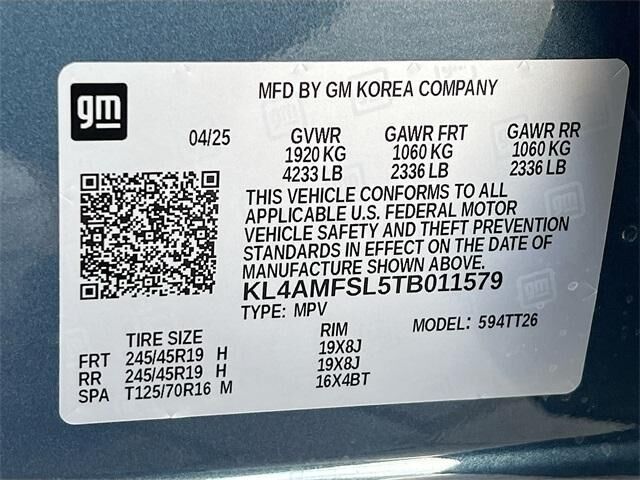 gm
MFD BY GM KOREA COMPANY
04/25 GVWR GAWR FRT GAWR RR
1920 KG 1060 KG 1060 KG
4233 LB 2336 LB 2336 LB
THIS VEHICLE CONFORMS TO ALL
APPLICABLE U.S. FEDERAL MOTOR
VEHICLE SAFETY AND THEFT PREVENTION
STANDARDS IN EFFECT ON THE DATE OF
MANUFACTURE SHOWN ABOVE.
KL4AMFSL5TB011579
TYPE: MPV MODEL: 594TT26
TIRE SIZE RIM
FRT 245/45R19 H 19X8J
RR 245/45R19 H 19X8J
SPA T125/70R16 M 16X4BT